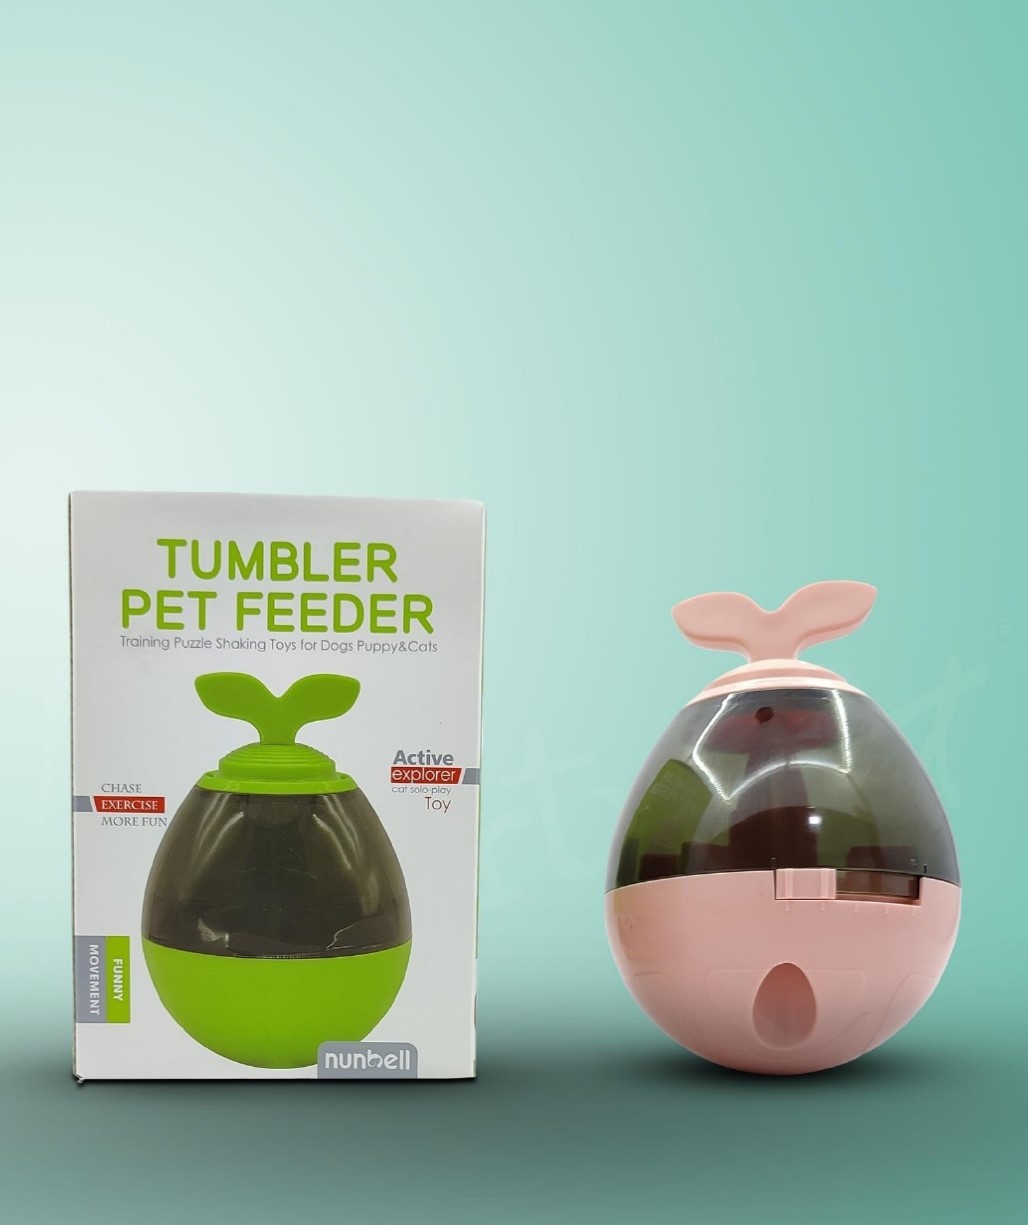 TUMBLER
PET FEEDER
Training Puzzle Shaking Toys for Dogs Puppy&Cats
Active
explorer
cat solo-play
Toy
CHASE
EXERCISE
MORE FUN
FUNNY
MOVEMENT
nunbell